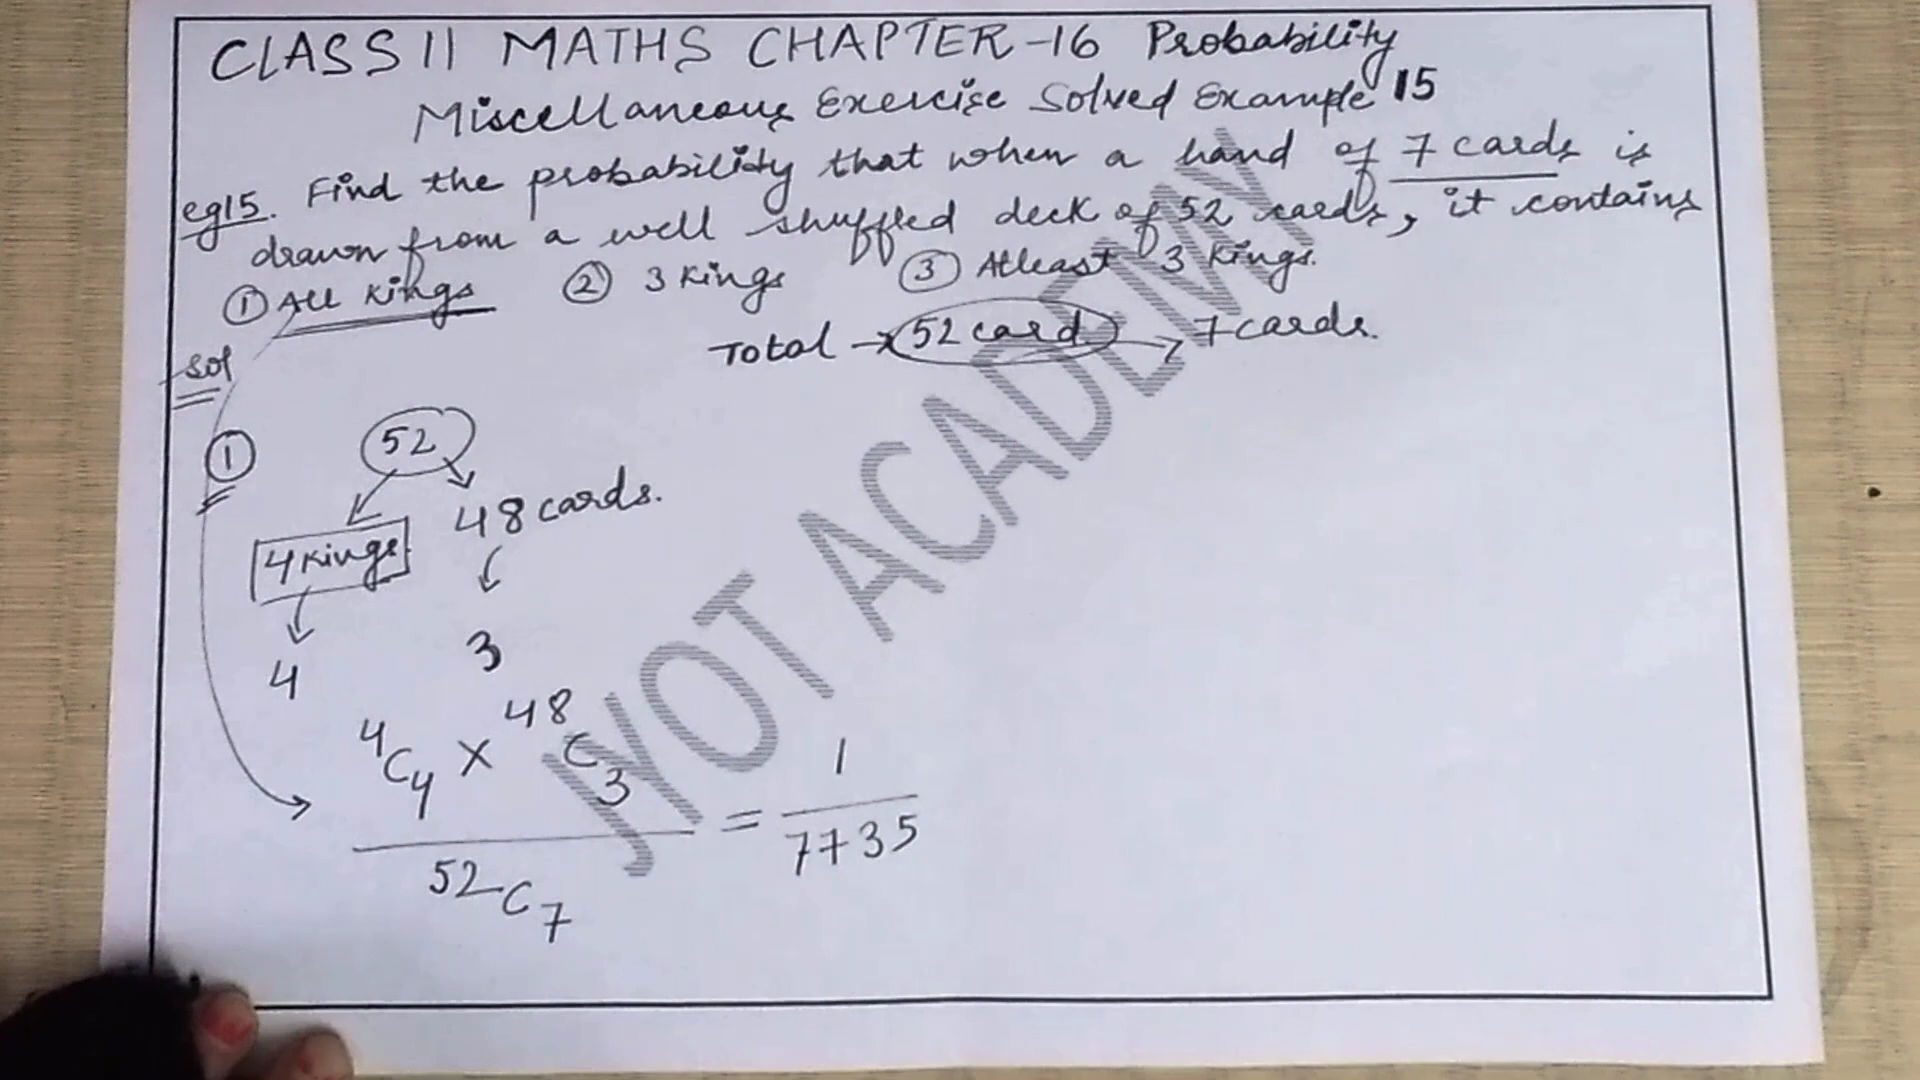 CLASS 11 MATHS CHAPTER-16 Probability
Miscellaneous Exercise Solved Example 15
eg15. Find the probability that when a hand of 7 cards is
drawn from a well shuffled deck of 52 cards, it contains
① All Kings ② 3 Kings ③ Atleast 3 Kings.
Total → 52 card → 7 cards.
Sol
① 52
4 Kings 48 cards.
4 3
⁴C₄ × ⁴⁸C₃ / ⁵²C₇ = 1 / 7735
JYOT ACADEMY